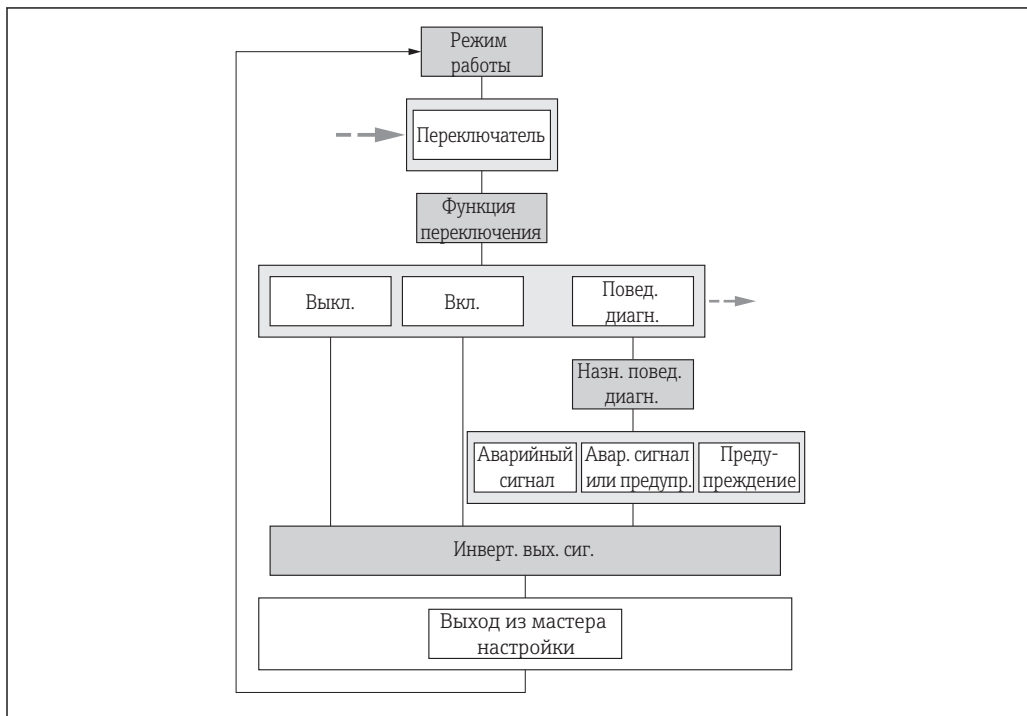 Режим
работы
Переключатель
Функция
переключения
Выкл.
Вкл.
Повед.
диагн.
Назн. повед.
диагн.
Аварийный
сигнал
Авар. сигнал
или предупр.
Преду-
преждение
Инверт. вых. сиг.
Выход из мастера
настройки